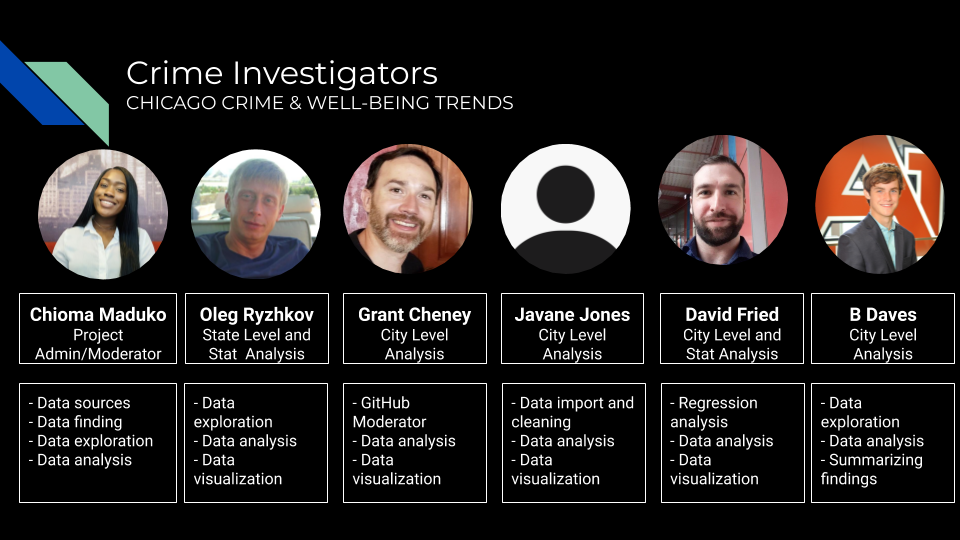 Crime Investigators
CHICAGO CRIME & WELL-BEING TRENDS
Chioma Maduko
Project
Admin/Moderator
Oleg Ryzhkov
State Level and
Stat Analysis
Grant Cheney
City Level
Analysis
Javane Jones
City Level
Analysis
David Fried
City Level and
Stat Analysis
B Daves
City Level
Analysis
- Data sources
- Data finding
- Data exploration
- Data analysis
- Data
exploration
- Data analysis
- Data
visualization
- GitHub
Moderator
- Data analysis
- Data
visualization
- Data import and
cleaning
- Data analysis
- Data
visualization
- Regression
analysis
- Data analysis
- Data
visualization
- Data
exploration
- Data analysis
- Summarizing
findings